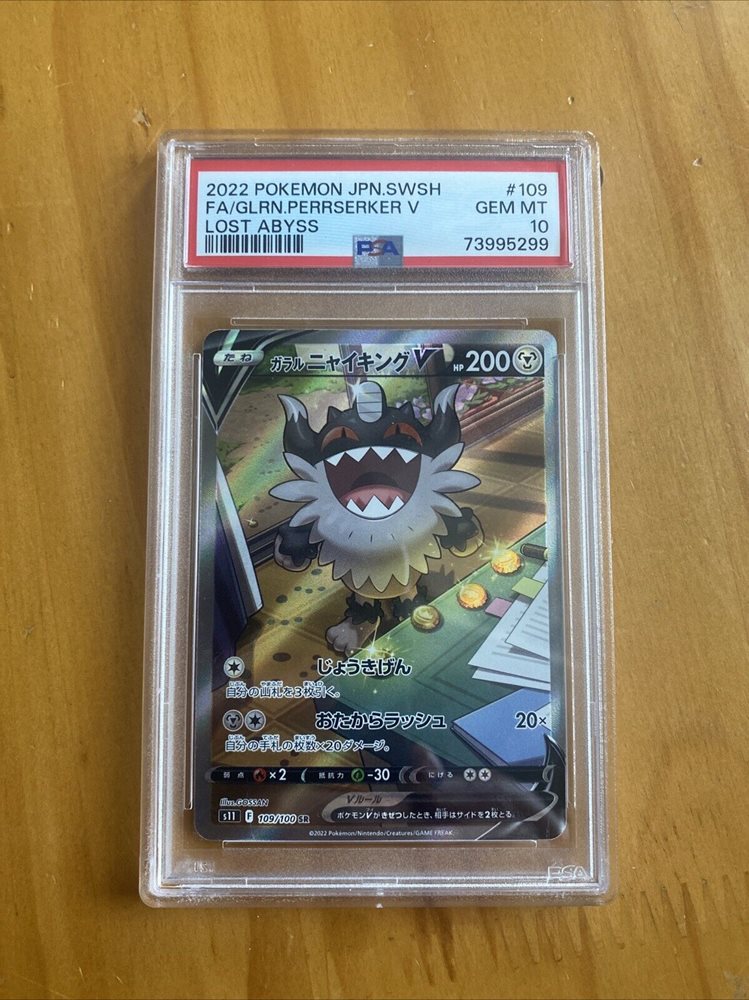 2022 POKEMON JPN.SWSH #109
FA/GLRN.PERRSERKER V GEM MT
LOST ABYSS 10
PSA 73995299
たね ガラル ニャイキングV HP 200
じょうきげん
自分の山札を3枚引く。
おたからラッシュ 20×
自分の手札の枚数×20ダメージ。
弱点 ×2 抵抗力 -30 にげる
Illus.GOSSAN
Vルール
s11 F 109/100 SR ポケモンVがきぜつしたとき、相手はサイドを2枚とる。
©2022 Pokémon/Nintendo/Creatures/GAME FREAK
PSA